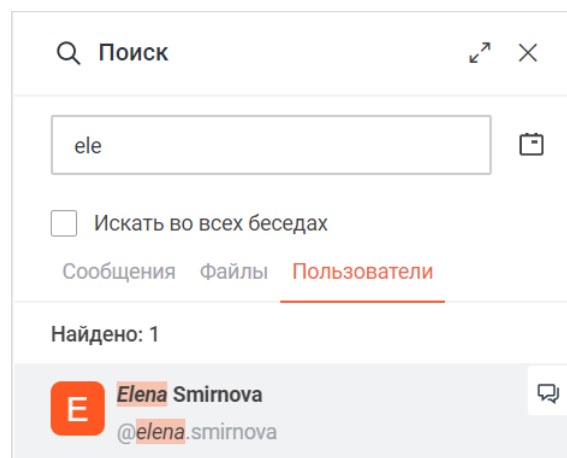 Поиск
ele
Искать во всех беседах
Сообщения Файлы Пользователи
Найдено: 1
E
Elena Smirnova
@elena.smirnova